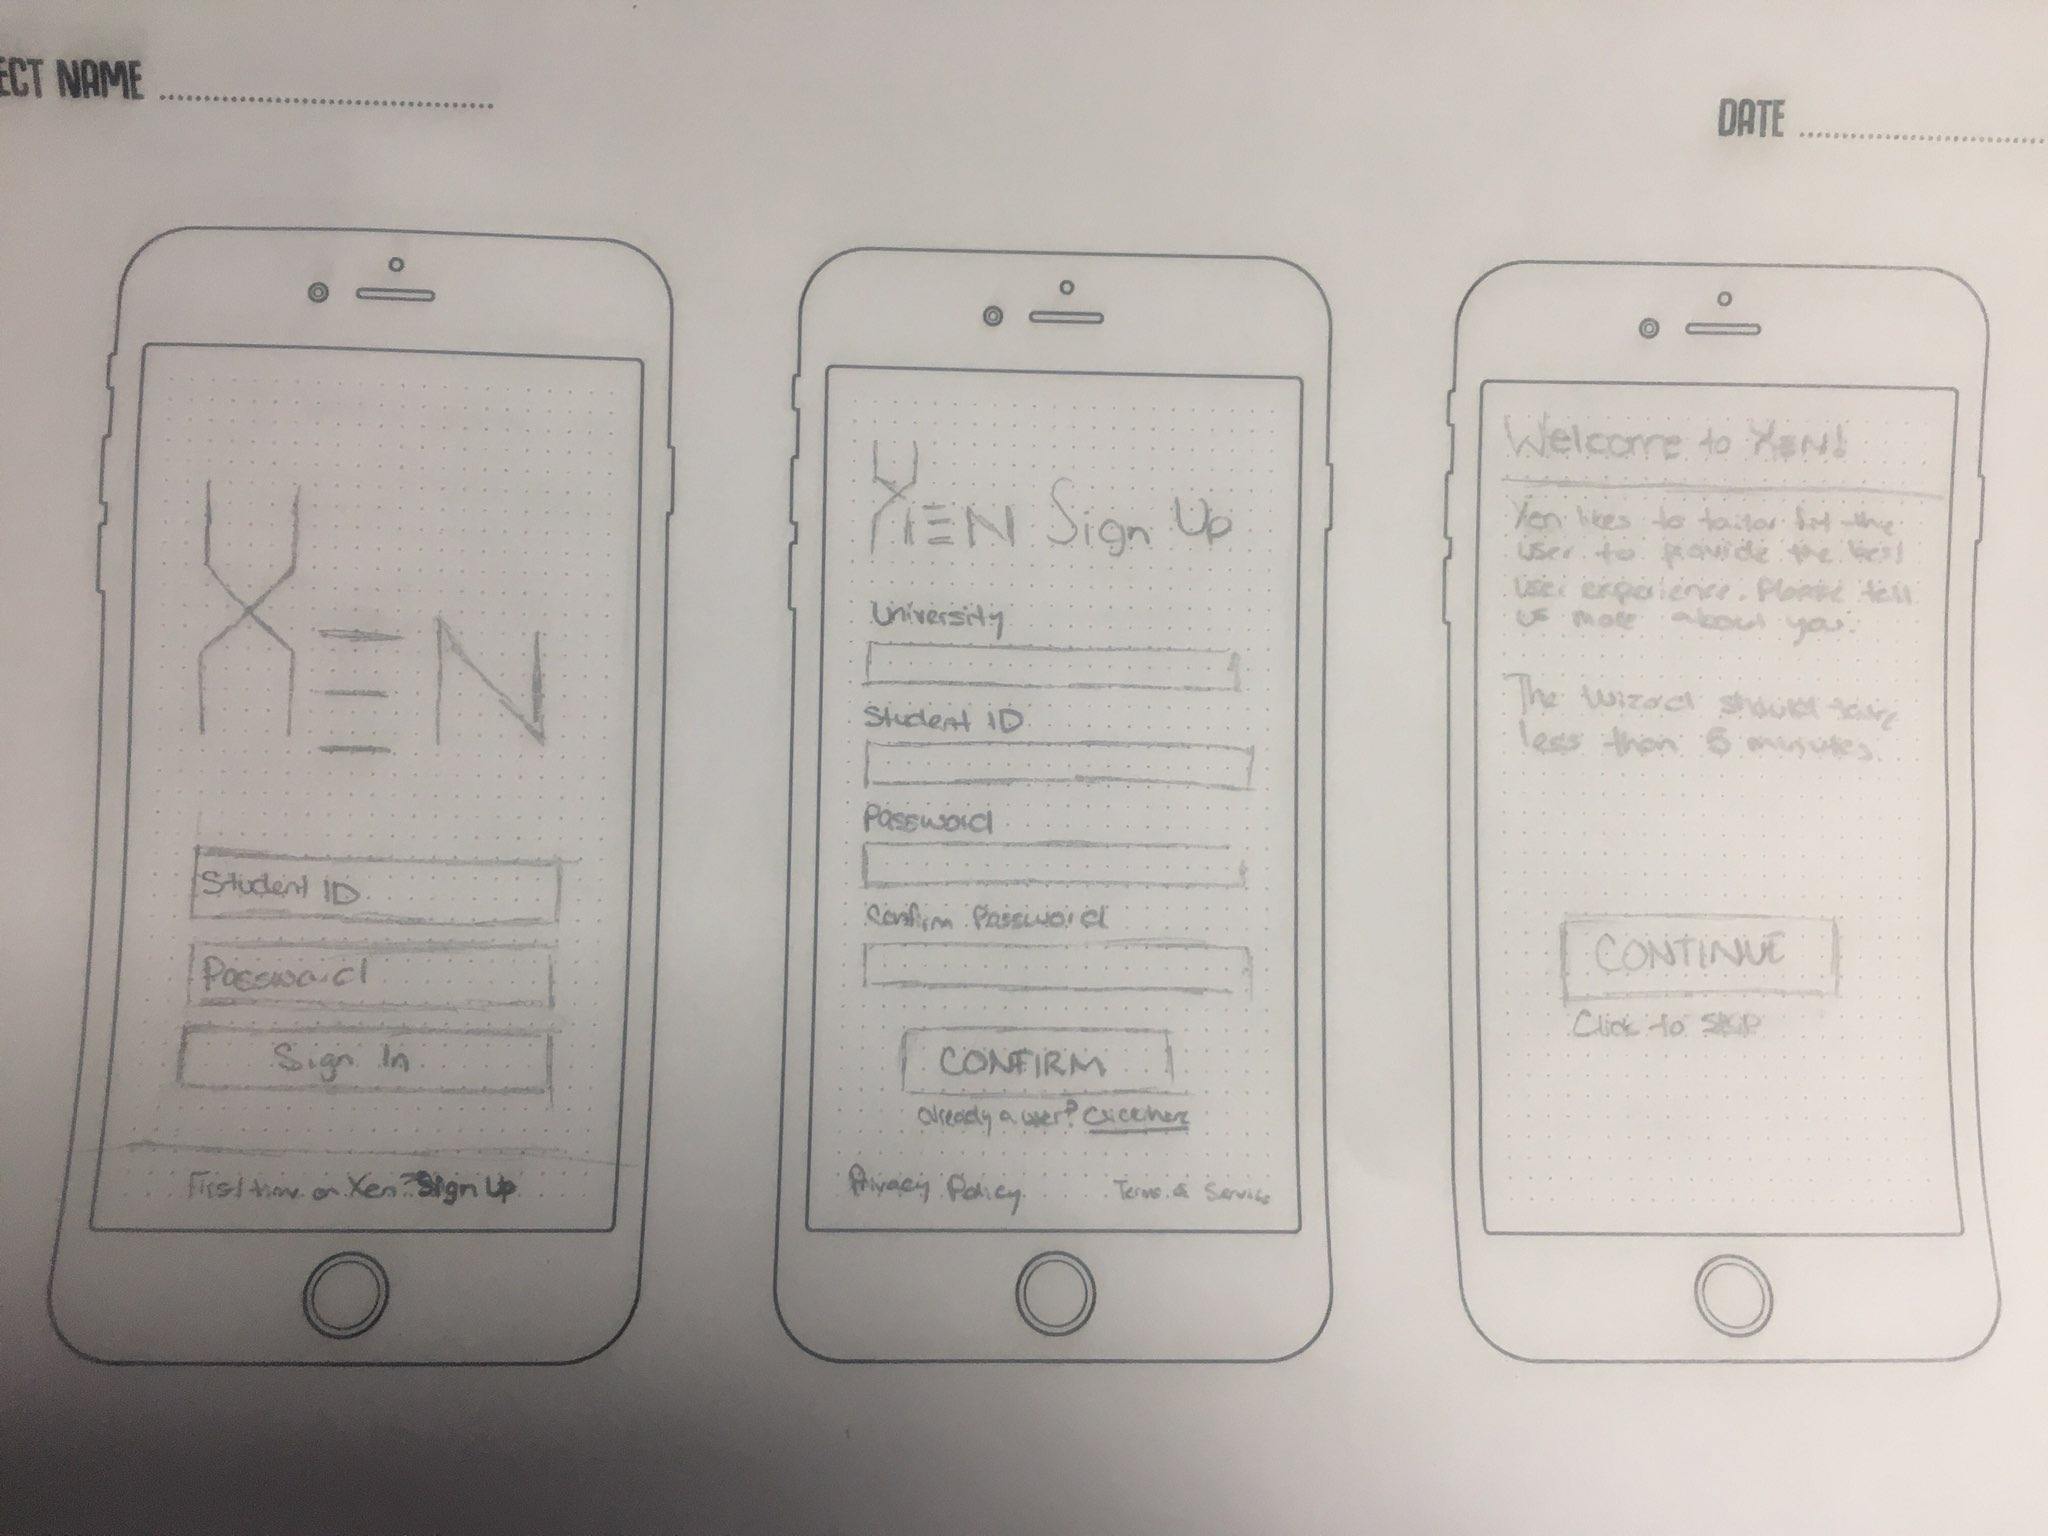 ECT NAME
DATE
XEN
Student ID
Password
Sign In
First time on Xen? Sign Up
XEN Sign Up
University
Student ID
Password
Confirm Password
CONFIRM
already a user? Click here
Privacy Policy
Terms & Service
Welcome to XEN!
Xen likes to tailor fit the
user to provide the best
user experience. Please tell
us more about you.
The wizard should take
less than 5 minutes.
CONTINUE
Click to SKIP